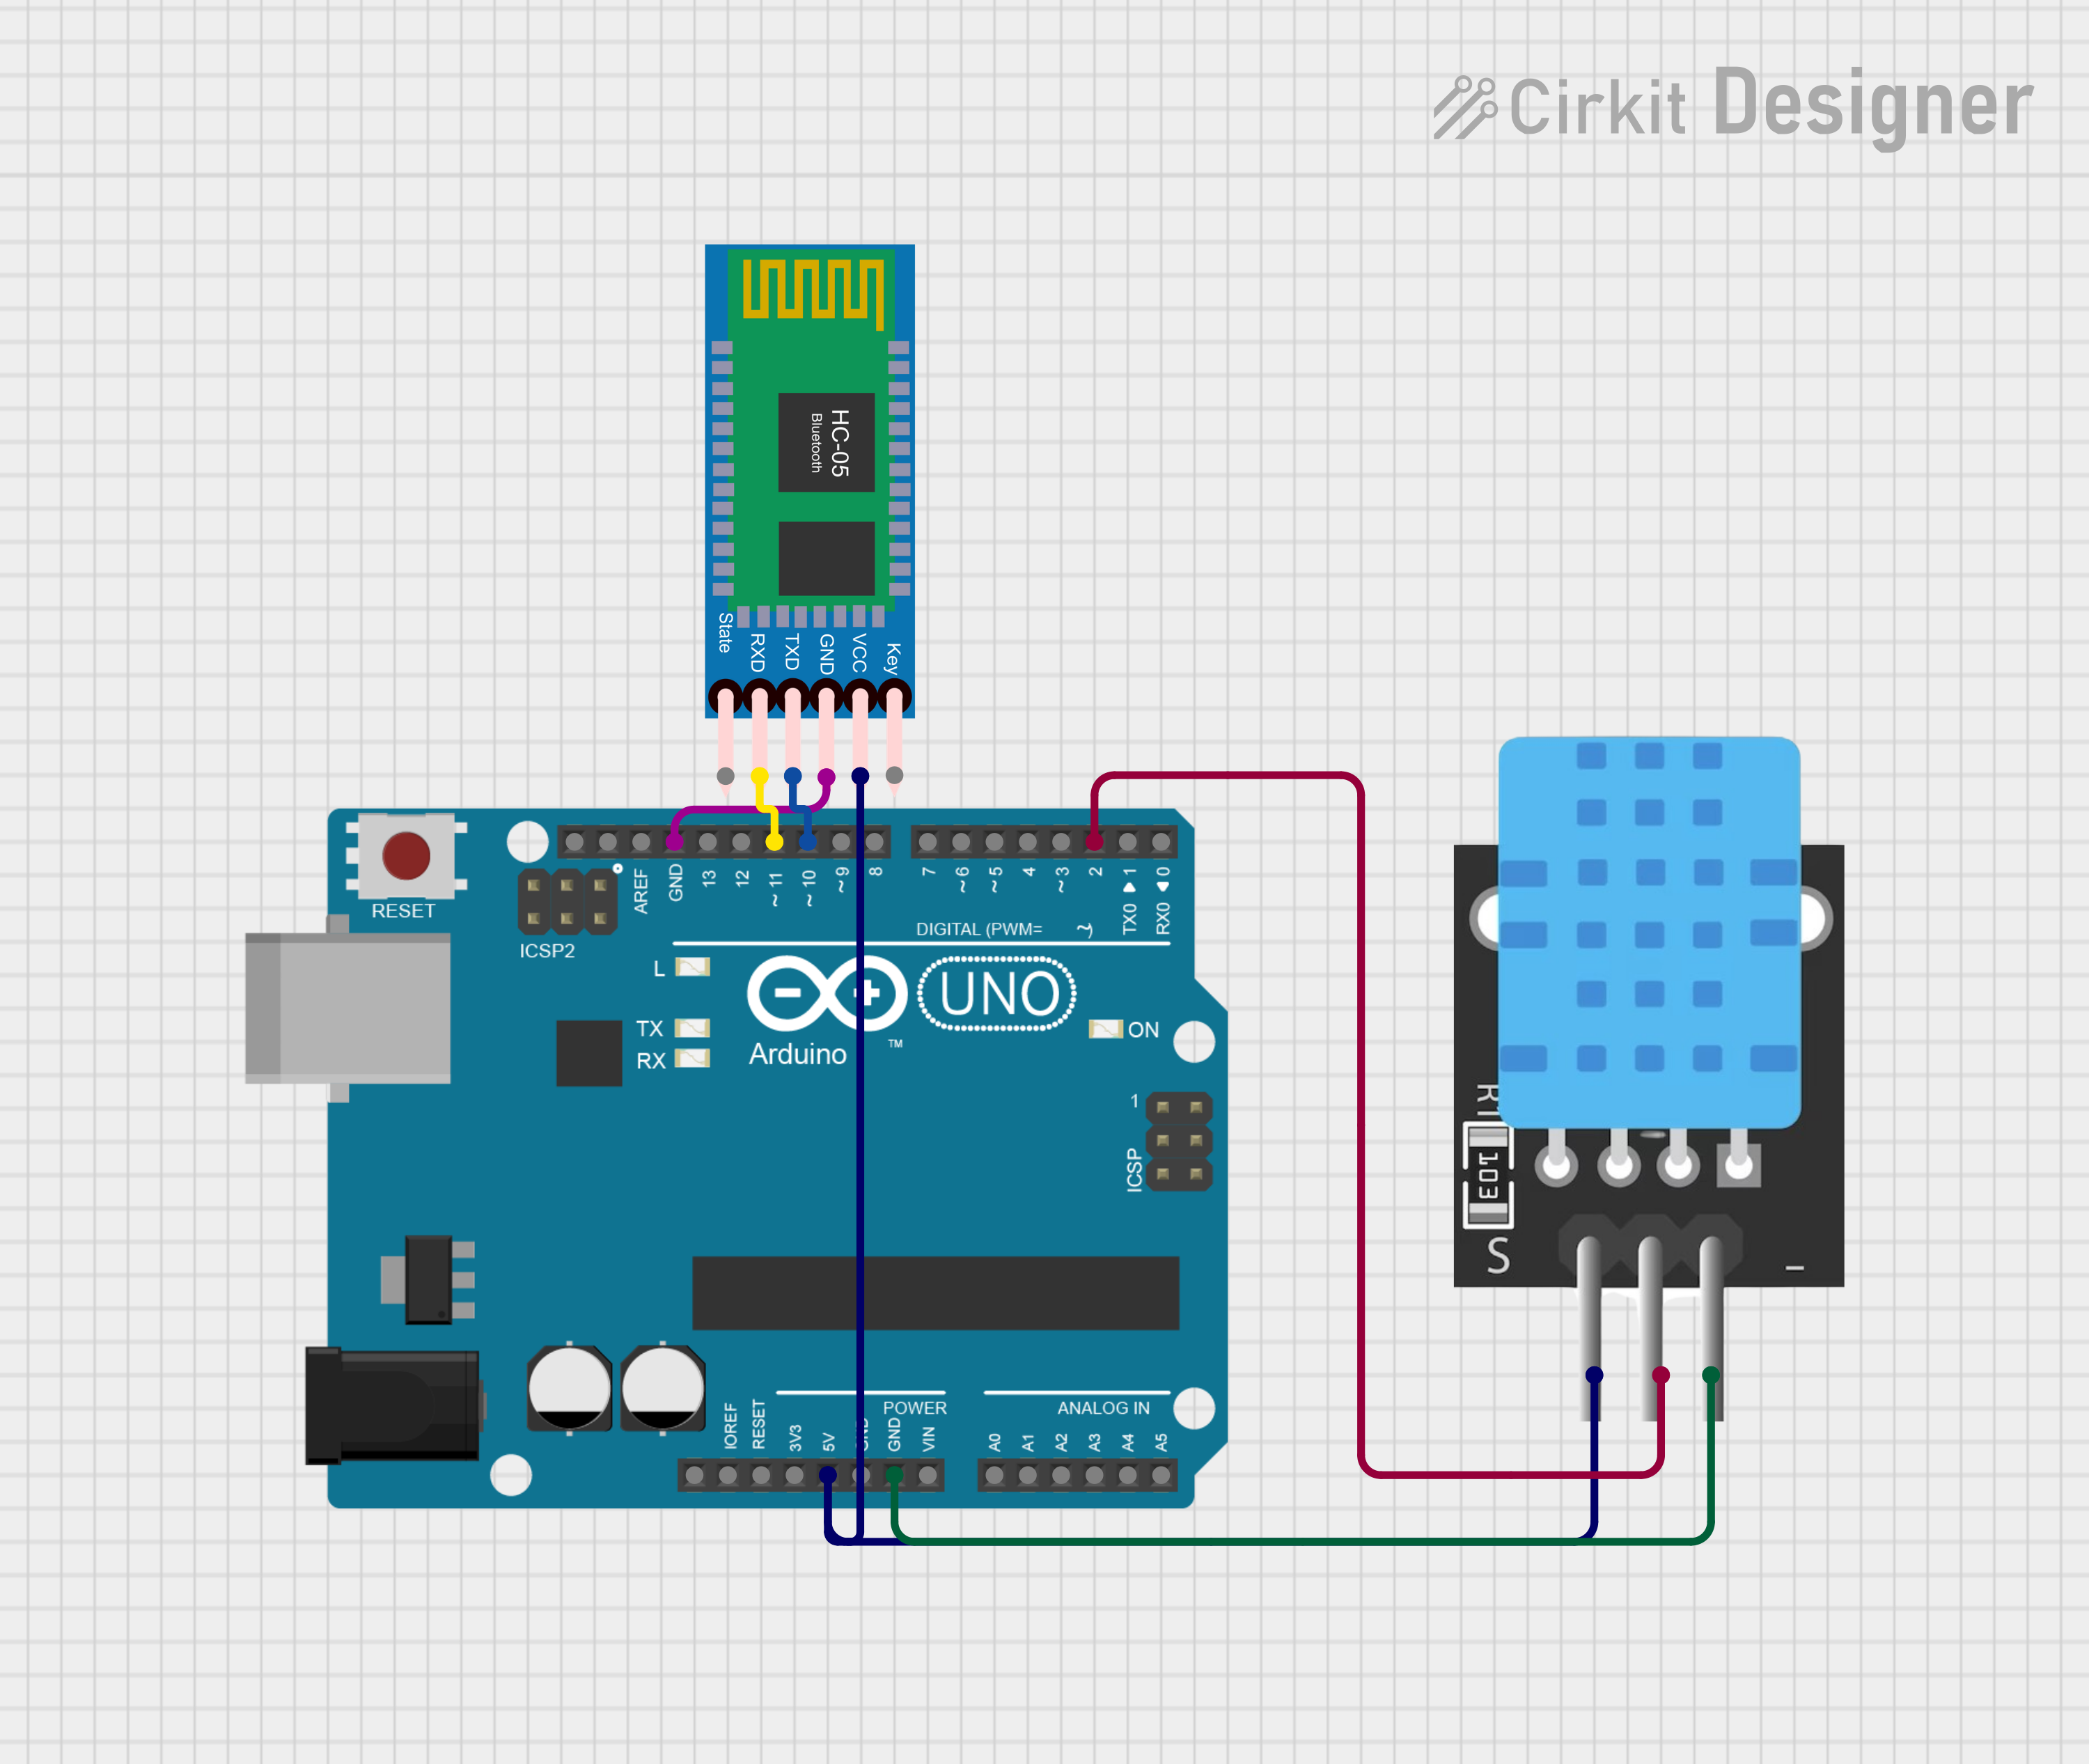 Cirkit Designer
HC-05
Bluetooth
State
RXD
TXD
GND
VCC
Key
RESET
ICSP2
AREF
GND
13
12
~ 11
~ 10
~ 9
8
7
~ 6
~ 5
4
~ 3
2
TX0 ▶ 1
RX0 ◀ 0
DIGITAL (PWM= ~)
L
TX
RX
Arduino
TM
UNO
ON
1
ICSP
103
S
–
POWER
ANALOG IN
IOREF
RESET
3V3
5V
GND
GND
VIN
A0
A1
A2
A3
A4
A5